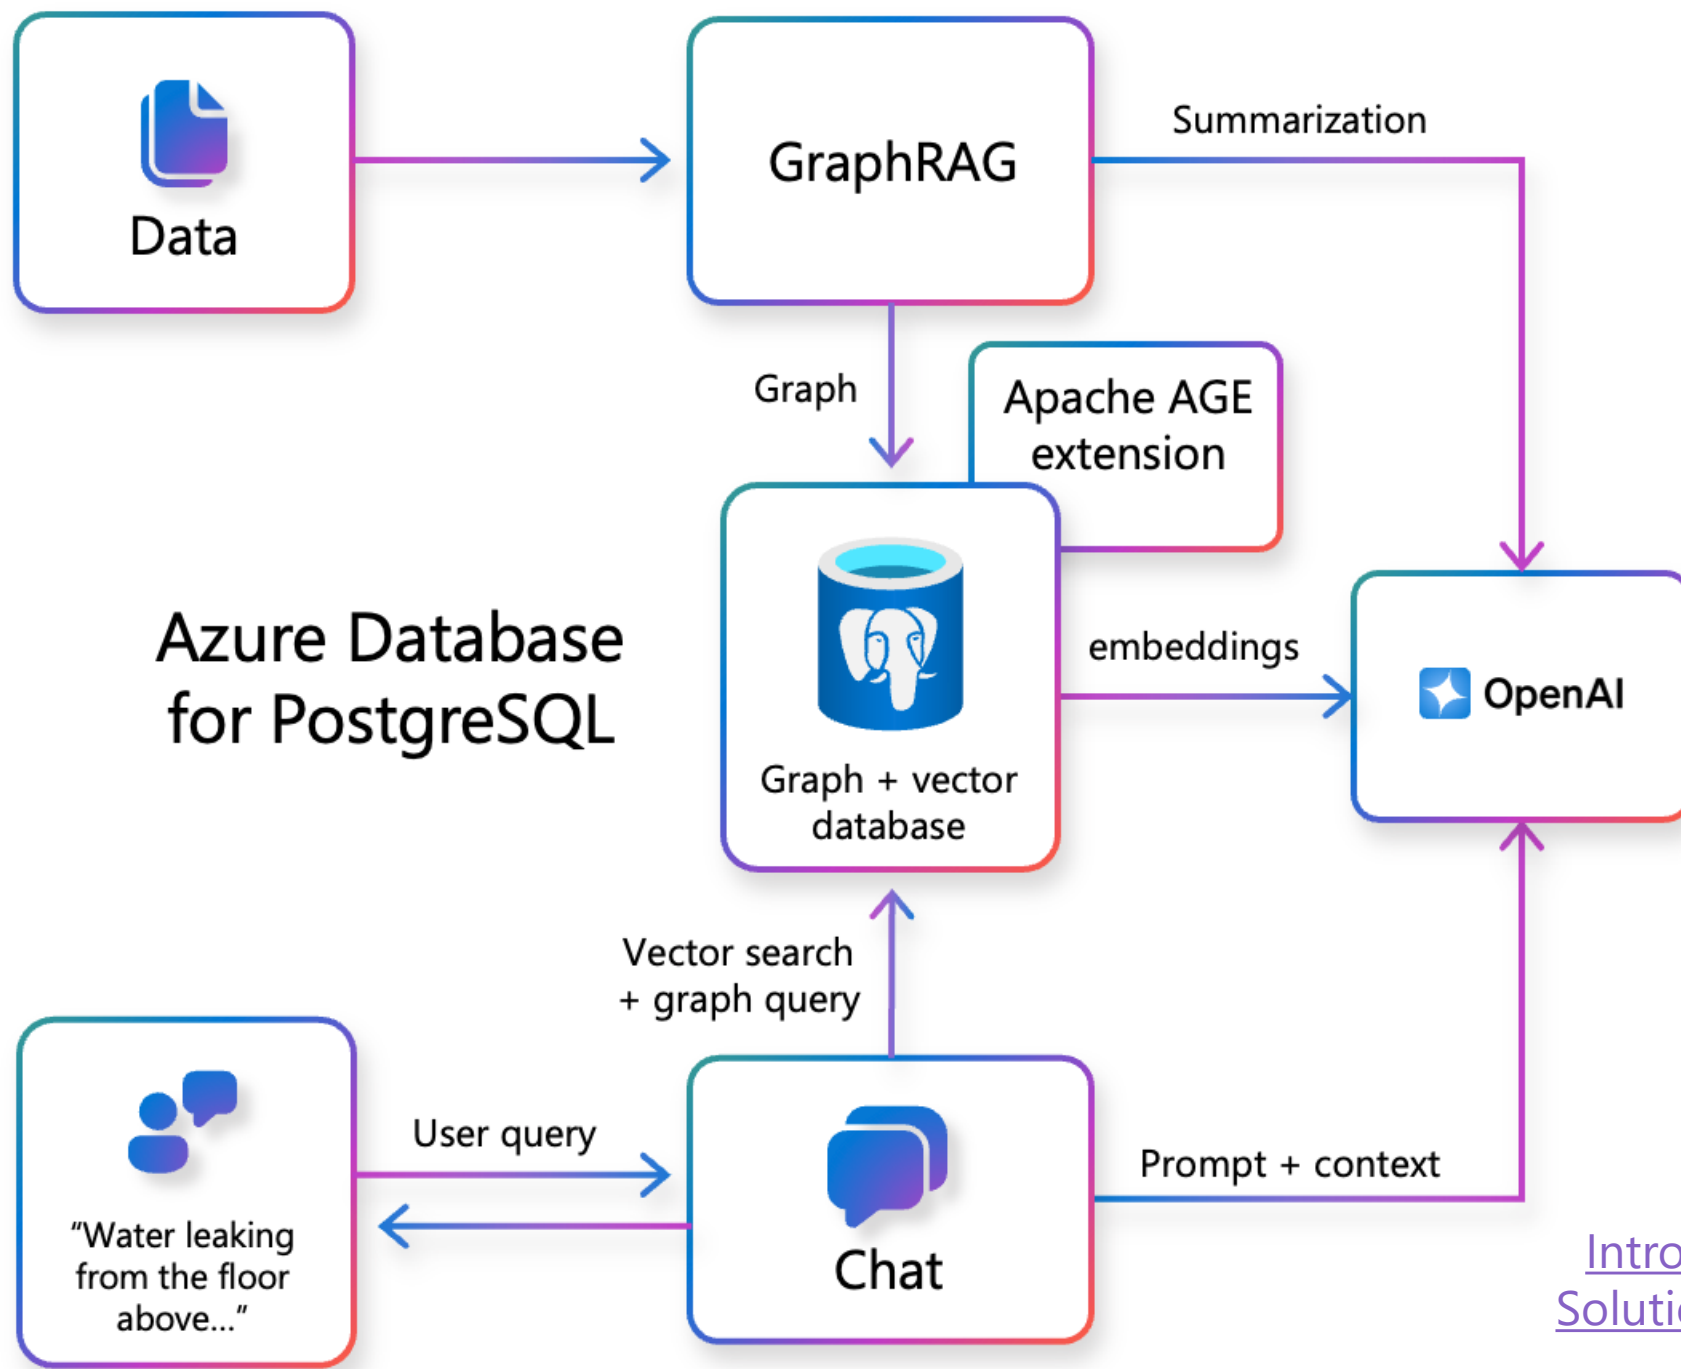 Data
GraphRAG
Summarization
Graph
Apache AGE
extension
Azure Database
for PostgreSQL
embeddings
OpenAI
Graph + vector
database
Vector search
+ graph query
User query
"Water leaking
from the floor
above..."
Chat
Prompt + context